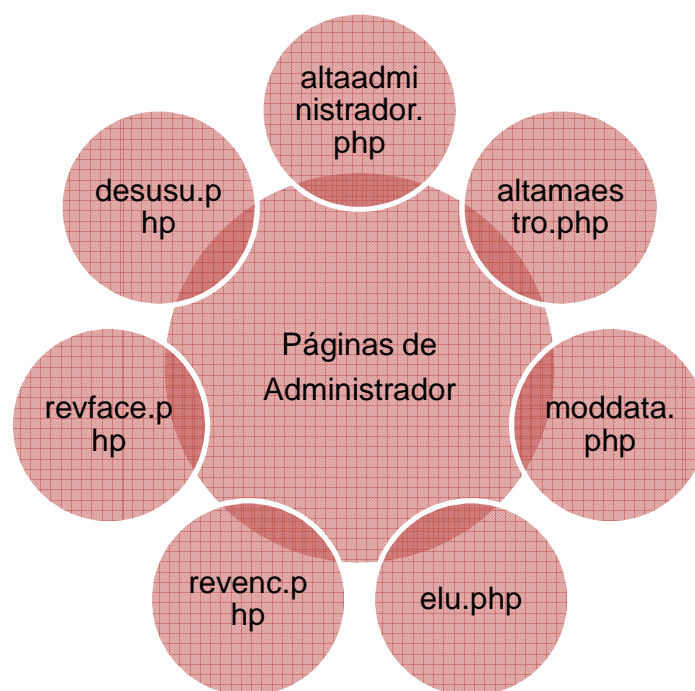 altaadmi
nistrador.
php
desusu.p
hp
altamaes
tro.php
Páginas de
Administrador
revface.p
hp
moddata.
php
revenc.p
hp
elu.php